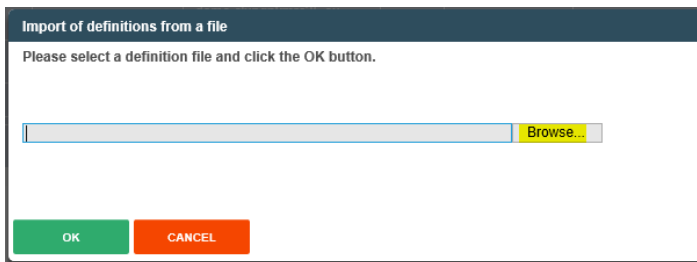 Import of definitions from a file
Please select a definition file and click the OK button.
Browse...
OK CANCEL